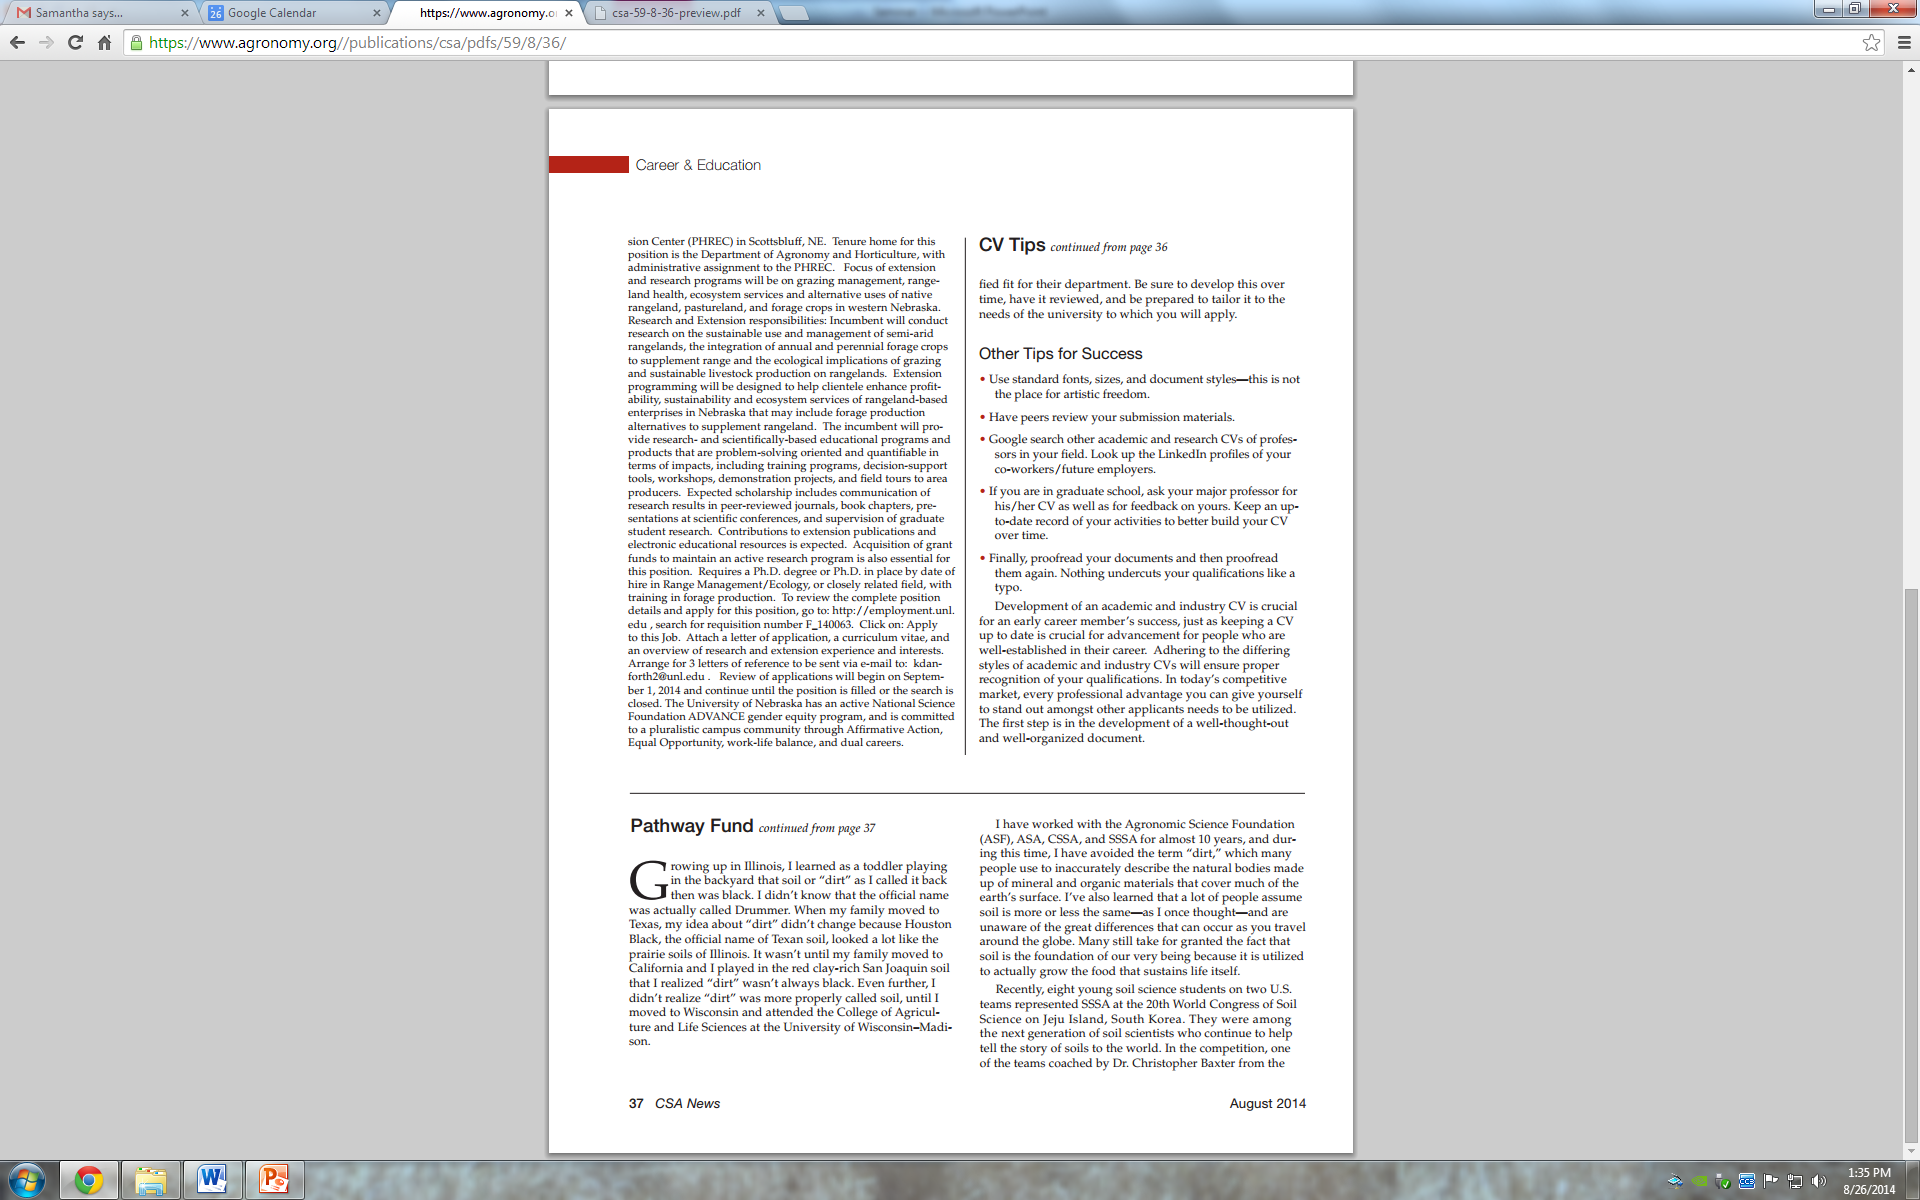 Samantha says...
Google Calendar
https://www.agronomy.o
csa-59-8-36-preview.pdf
https://www.agronomy.org//publications/csa/pdfs/59/8/36/
Career & Education
sion Center (PHREC) in Scottsbluff, NE.  Tenure home for this
position is the Department of Agronomy and Horticulture, with
administrative assignment to the PHREC.   Focus of extension
and research programs will be on grazing management, range-
land health, ecosystem services and alternative uses of native
rangeland, pastureland, and forage crops in western Nebraska.
Research and Extension responsibilities: Incumbent will conduct
research on the sustainable use and management of semi-arid
rangelands, the integration of annual and perennial forage crops
to supplement range and the ecological implications of grazing
and sustainable livestock production on rangelands.  Extension
programming will be designed to help clientele enhance profit-
ability, sustainability and ecosystem services of rangeland-based
enterprises in Nebraska that may include forage production
alternatives to supplement rangeland.  The incumbent will pro-
vide research- and scientifically-based educational programs and
products that are problem-solving oriented and quantifiable in
terms of impacts, including training programs, decision-support
tools, workshops, demonstration projects, and field tours to area
producers.  Expected scholarship includes communication of
research results in peer-reviewed journals, book chapters, pre-
sentations at scientific conferences, and supervision of graduate
student research.  Contributions to extension publications and
electronic educational resources is expected.  Acquisition of grant
funds to maintain an active research program is also essential for
this position.  Requires a Ph.D. degree or Ph.D. in place by date of
hire in Range Management/Ecology, or closely related field, with
training in forage production.  To review the complete position
details and apply for this position, go to: http://employment.unl.
edu , search for requisition number F_140063.  Click on: Apply
to this Job.  Attach a letter of application, a curriculum vitae, and
an overview of research and extension experience and interests.
Arrange for 3 letters of reference to be sent via e-mail to:  kdan-
forth2@unl.edu .   Review of applications will begin on Septem-
ber 1, 2014 and continue until the position is filled or the search is
closed. The University of Nebraska has an active National Science
Foundation ADVANCE gender equity program, and is committed
to a pluralistic campus community through Affirmative Action,
Equal Opportunity, work-life balance, and dual careers.
CV Tips continued from page 36
fied fit for their department. Be sure to develop this over
time, have it reviewed, and be prepared to tailor it to the
needs of the university to which you will apply.
Other Tips for Success
• Use standard fonts, sizes, and document styles—this is not
the place for artistic freedom.
• Have peers review your submission materials.
• Google search other academic and research CVs of profes-
sors in your field. Look up the LinkedIn profiles of your
co-workers/future employers.
• If you are in graduate school, ask your major professor for
his/her CV as well as for feedback on yours. Keep an up-
to-date record of your activities to better build your CV
over time.
• Finally, proofread your documents and then proofread
them again. Nothing undercuts your qualifications like a
typo.
Development of an academic and industry CV is crucial
for an early career member's success, just as keeping a CV
up to date is crucial for advancement for people who are
well-established in their career.  Adhering to the differing
styles of academic and industry CVs will ensure proper
recognition of your qualifications. In today's competitive
market, every professional advantage you can give yourself
to stand out amongst other applicants needs to be utilized.
The first step is in the development of a well-thought-out
and well-organized document.
Pathway Fund continued from page 37
Growing up in Illinois, I learned as a toddler playing
in the backyard that soil or “dirt” as I called it back
then was black. I didn't know that the official name
was actually called Drummer. When my family moved to
Texas, my idea about “dirt” didn't change because Houston
Black, the official name of Texan soil, looked a lot like the
prairie soils of Illinois. It wasn't until my family moved to
California and I played in the red clay-rich San Joaquin soil
that I realized “dirt” wasn't always black. Even further, I
didn't realize “dirt” was more properly called soil, until I
moved to Wisconsin and attended the College of Agricul-
ture and Life Sciences at the University of Wisconsin–Madi-
son.
I have worked with the Agronomic Science Foundation
(ASF), ASA, CSSA, and SSSA for almost 10 years, and dur-
ing this time, I have avoided the term “dirt,” which many
people use to inaccurately describe the natural bodies made
up of mineral and organic materials that cover much of the
earth's surface. I've also learned that a lot of people assume
soil is more or less the same—as I once thought—and are
unaware of the great differences that can occur as you travel
around the globe. Many still take for granted the fact that
soil is the foundation of our very being because it is utilized
to actually grow the food that sustains life itself.
Recently, eight young soil science students on two U.S.
teams represented SSSA at the 20th World Congress of Soil
Science on Jeju Island, South Korea. They were among
the next generation of soil scientists who continue to help
tell the story of soils to the world. In the competition, one
of the teams coached by Dr. Christopher Baxter from the
37 CSA News
August 2014
1:35 PM
8/26/2014